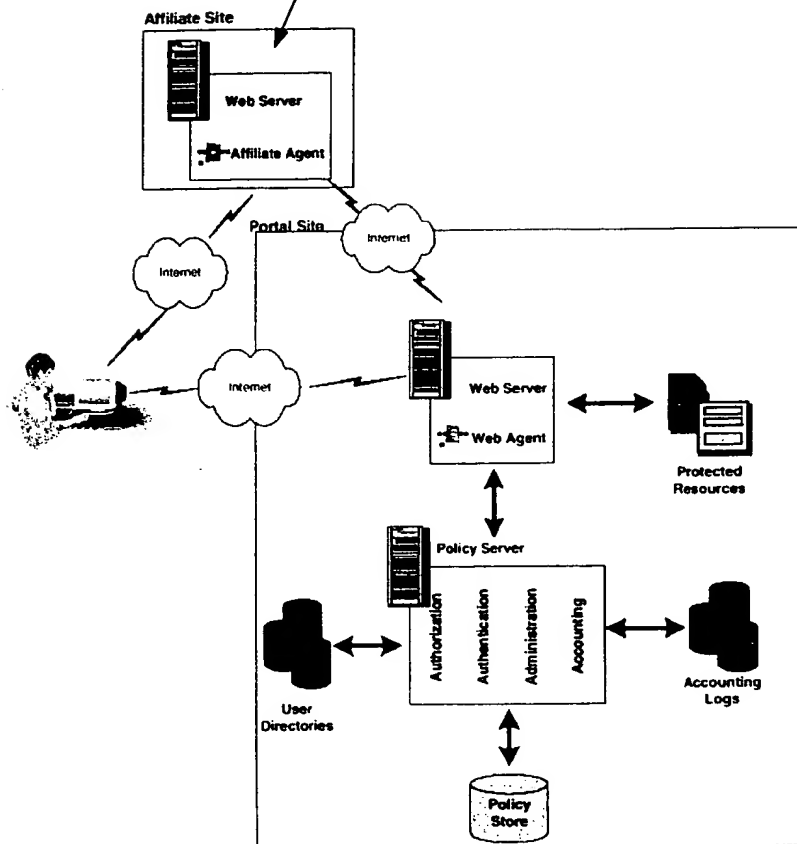 Affiliate Site
Web Server
Affiliate Agent
Portal Site
Internet
Internet
Internet
Web Server
Web Agent
Protected
Resources
Policy Server
Authorization
Authentication
Administration
Accounting
User
Directories
Accounting
Logs
Policy
Store